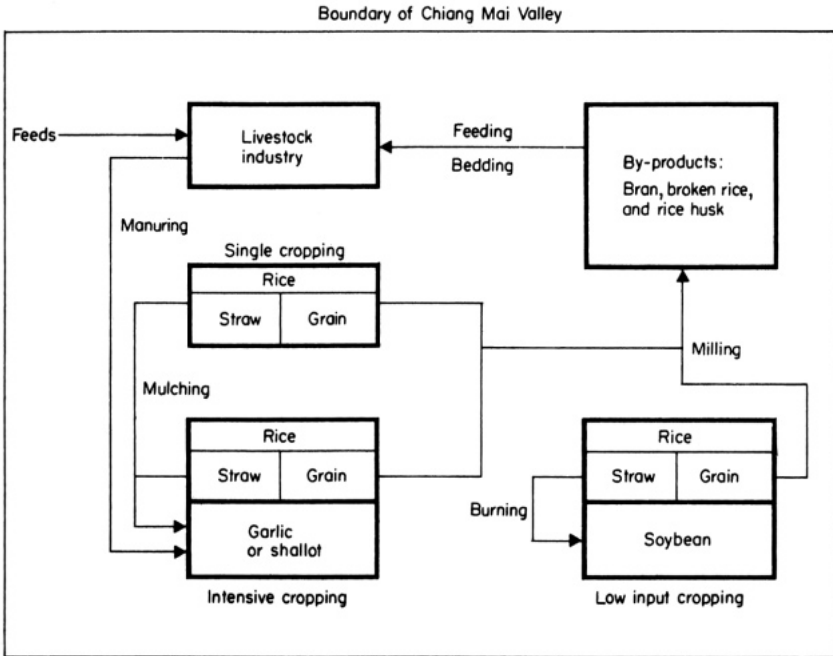 Boundary of Chiang Mai Valley
Feeds
Livestock
industry
Feeding
Bedding
By-products:
Bran, broken rice,
and rice husk
Manuring
Single cropping
Rice
Straw
Grain
Milling
Mulching
Rice
Straw
Grain
Garlic
or shallot
Intensive cropping
Rice
Straw
Grain
Burning
Soybean
Low input cropping